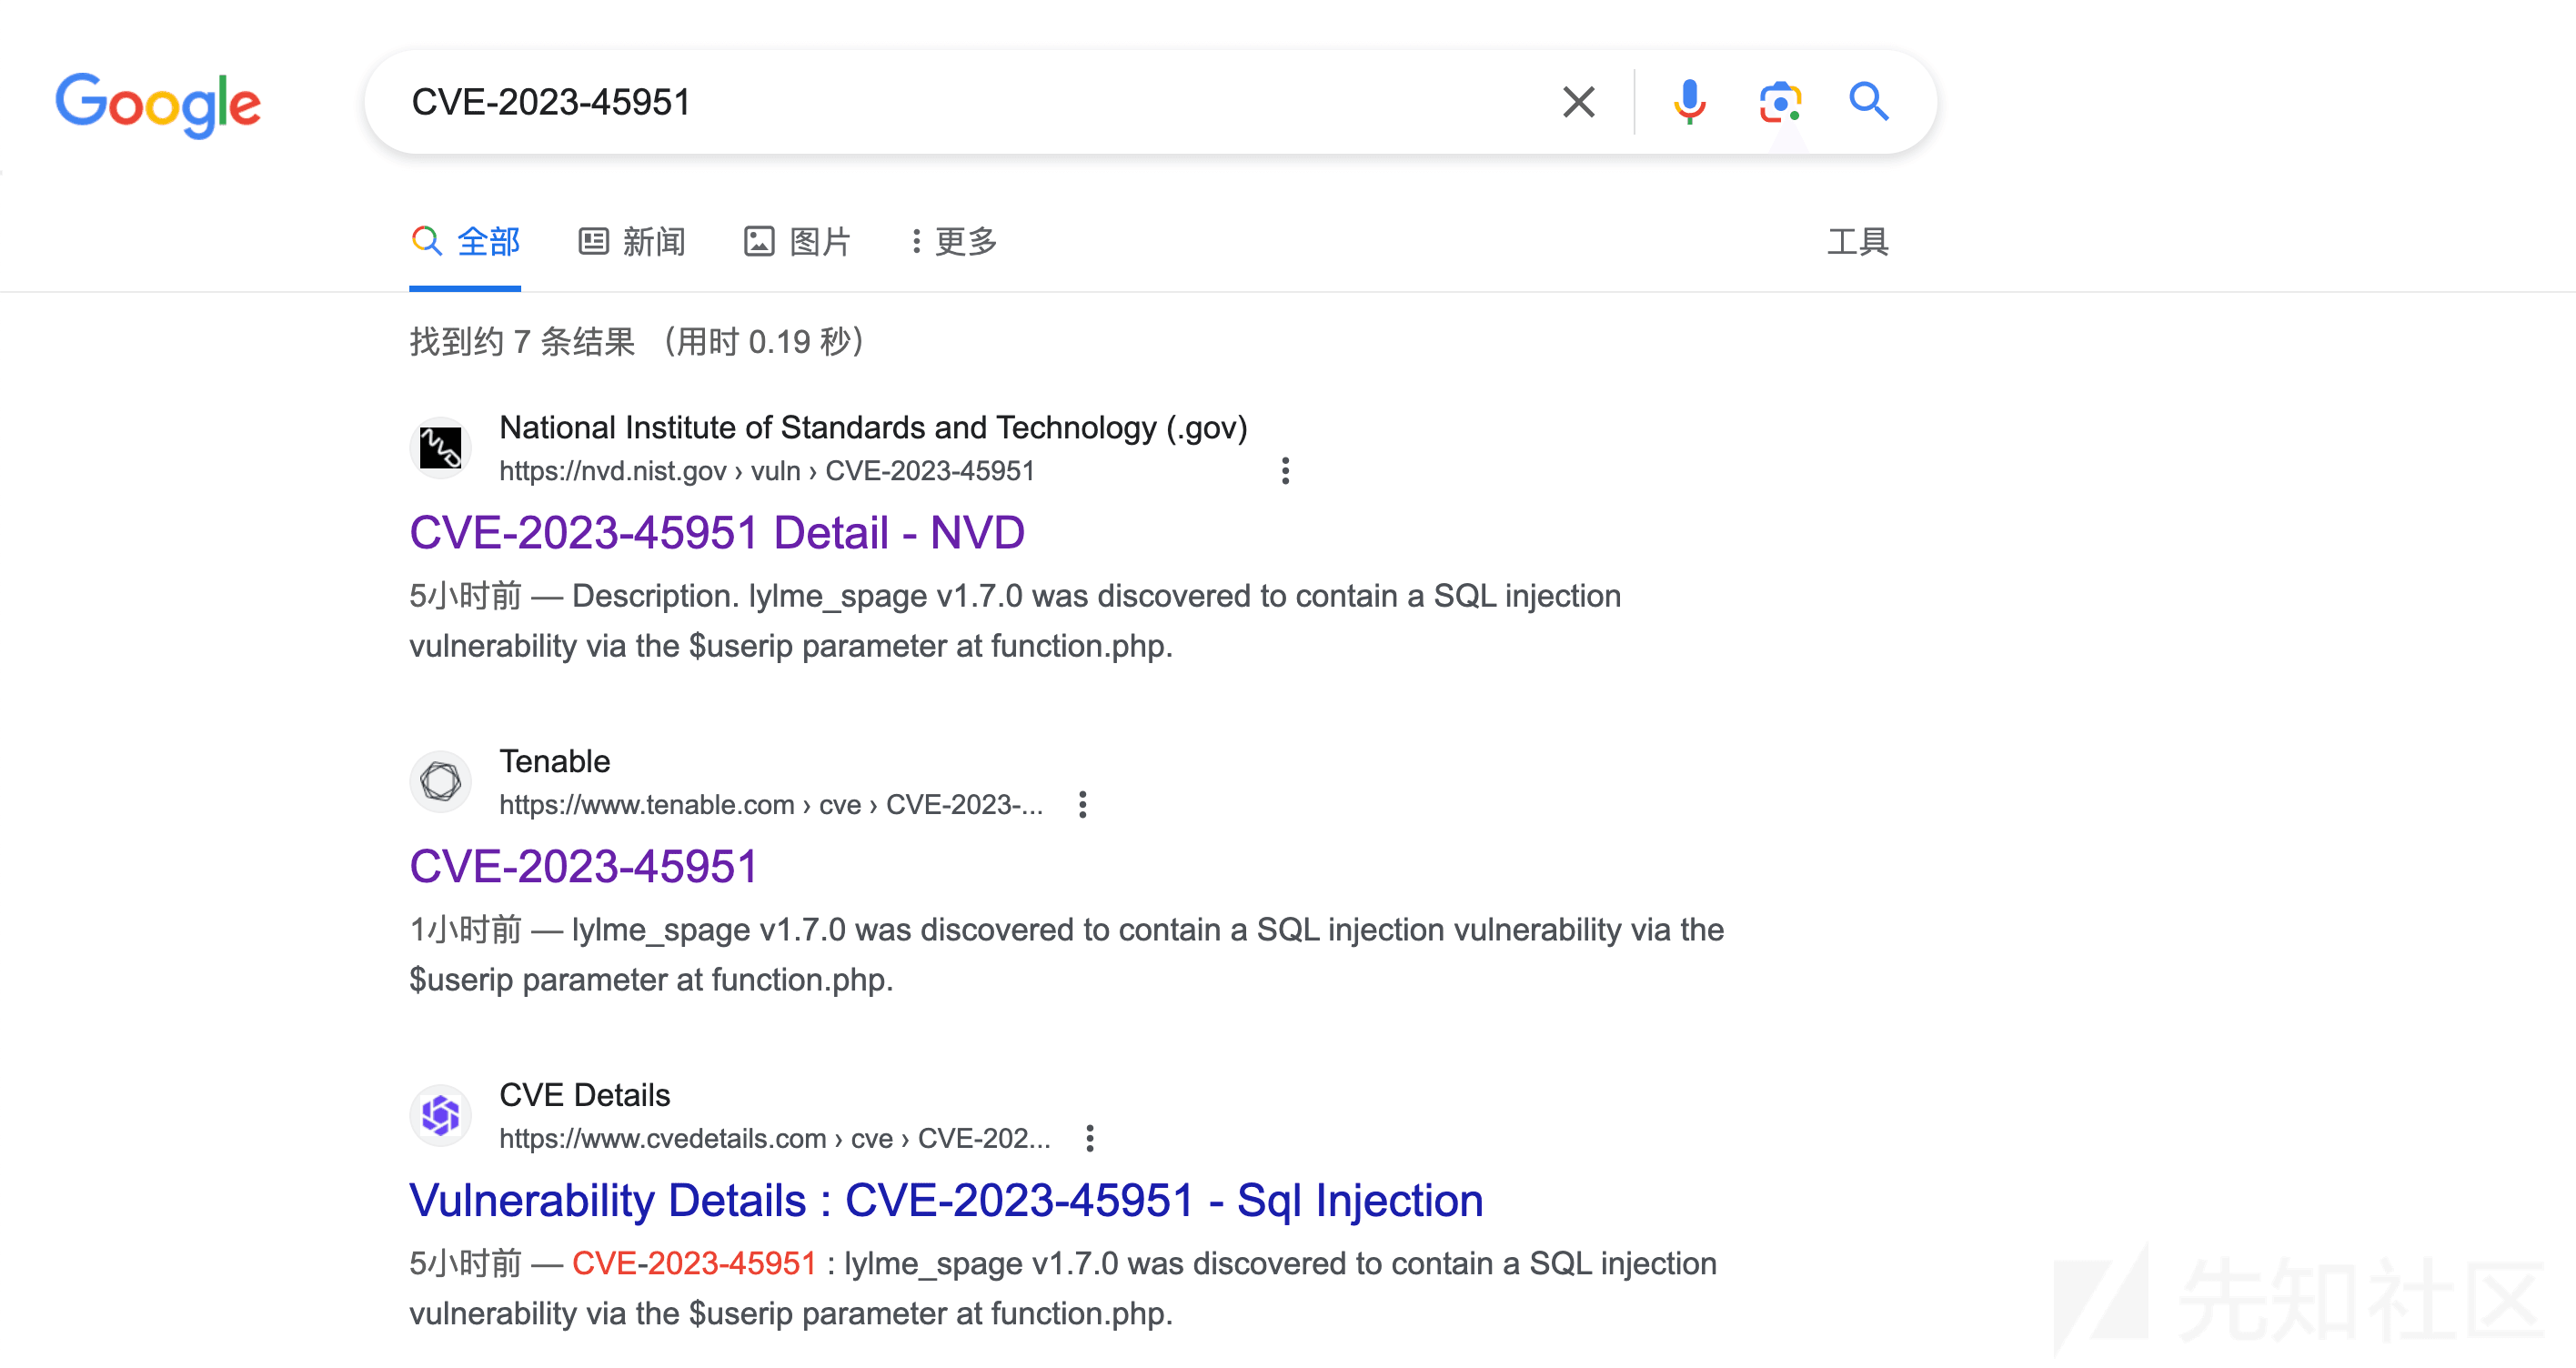 Google
CVE-2023-45951
全部
新闻
图片
更多
工具
找到约 7 条结果 （用时 0.19 秒）
NVD
National Institute of Standards and Technology (.gov)
https://nvd.nist.gov › vuln › CVE-2023-45951
CVE-2023-45951 Detail - NVD
5小时前 — Description. lylme_spage v1.7.0 was discovered to contain a SQL injection
vulnerability via the $userip parameter at function.php.
Tenable
https://www.tenable.com › cve › CVE-2023-...
CVE-2023-45951
1小时前 — lylme_spage v1.7.0 was discovered to contain a SQL injection vulnerability via the
$userip parameter at function.php.
CVE Details
https://www.cvedetails.com › cve › CVE-202...
Vulnerability Details : CVE-2023-45951 - Sql Injection
5小时前 — CVE-2023-45951 : lylme_spage v1.7.0 was discovered to contain a SQL injection
vulnerability via the $userip parameter at function.php.
先知社区